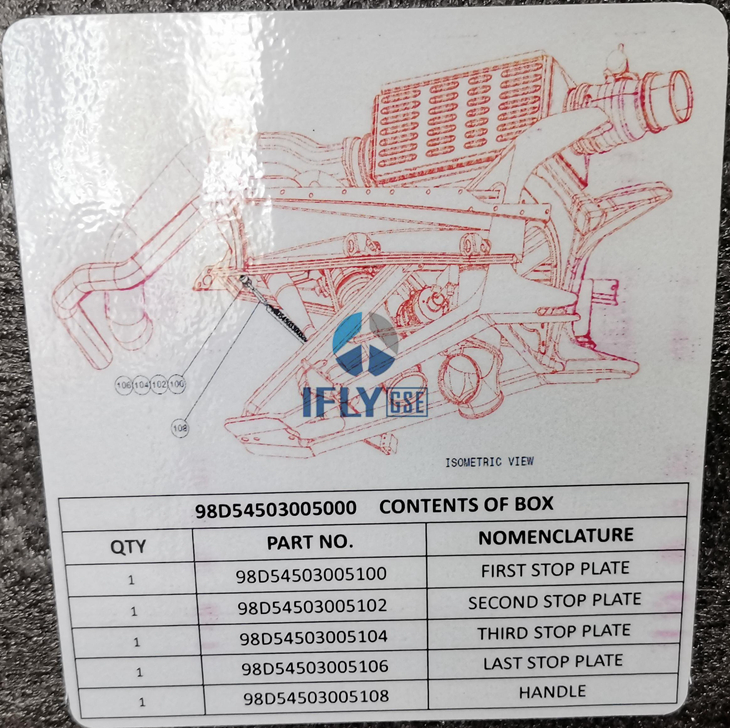 106 104 102 100
108
IFLY GSE
ISOMETRIC VIEW
98D54503005000 CONTENTS OF BOX
QTY PART NO. NOMENCLATURE
1 98D54503005100 FIRST STOP PLATE
1 98D54503005102 SECOND STOP PLATE
1 98D54503005104 THIRD STOP PLATE
1 98D54503005106 LAST STOP PLATE
1 98D54503005108 HANDLE